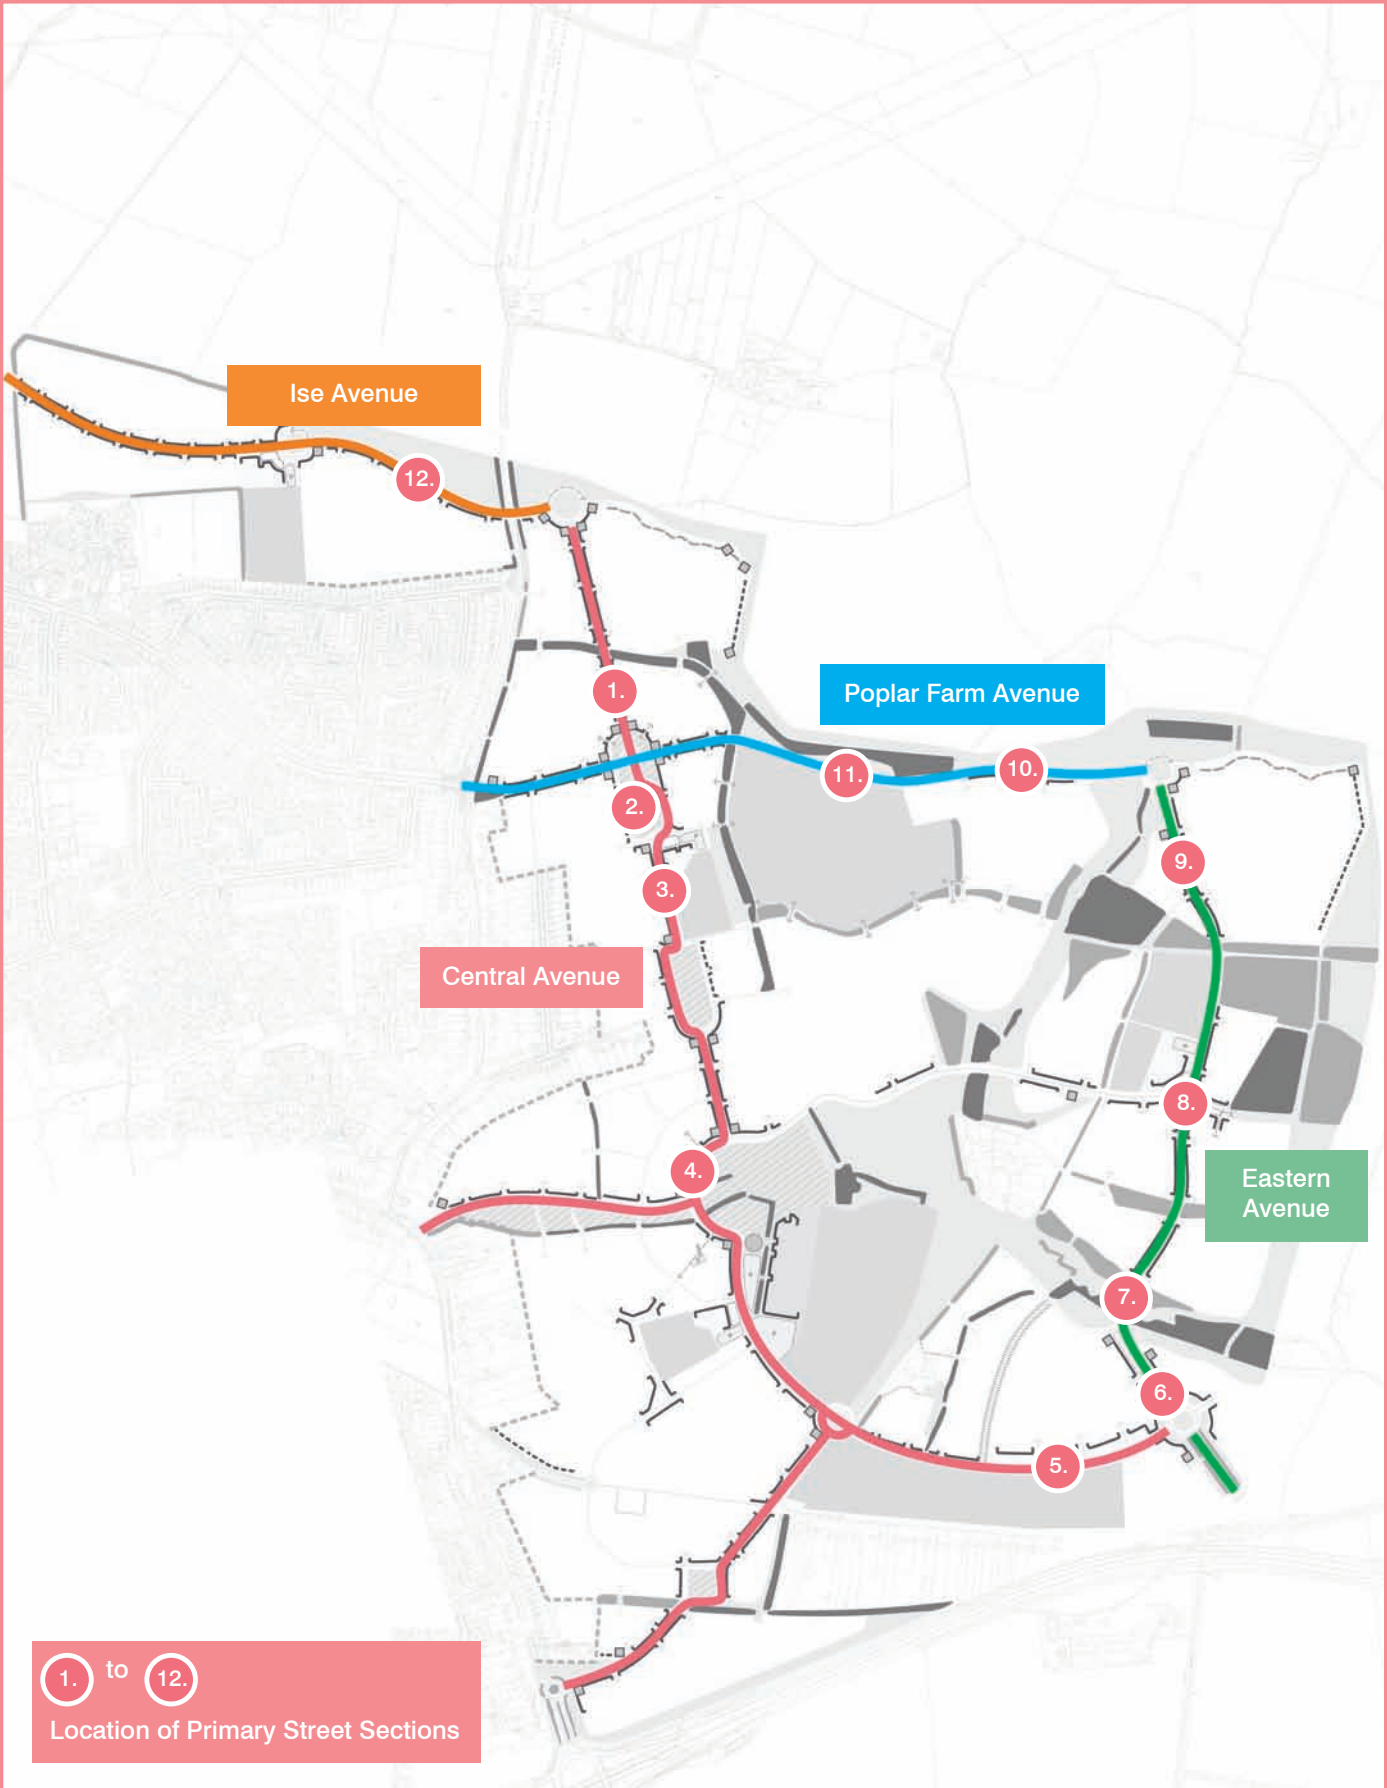 Ise Avenue
12.
1.
Poplar Farm Avenue
11.
10.
2.
9.
3.
Central Avenue
8.
4.
Eastern
Avenue
7.
6.
5.
1. to 12.
Location of Primary Street Sections